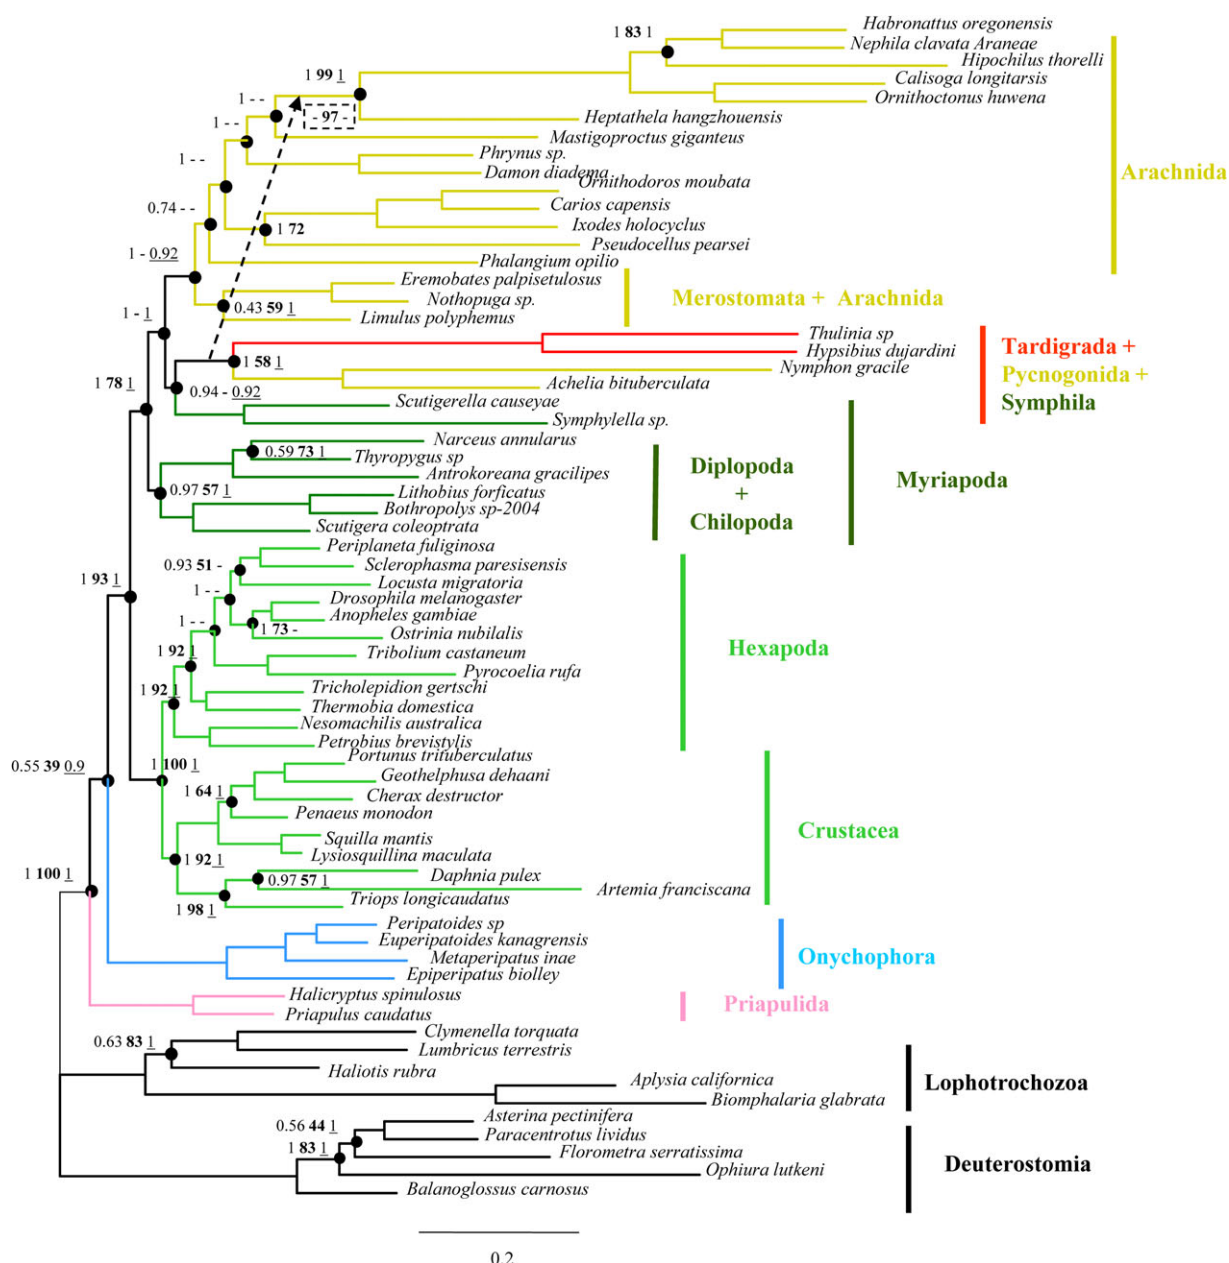 Habronattus oregonensis
1 83 1
Nephila clavata Araneae
Hipochilus thorelli
1 99 1
Calisoga longitarsis
1 - -
Ornithoctonus huwena
- 97 -
Heptathela hangzhouensis
1 - -
Mastigoproctus giganteus
1 - -
Phrynus sp.
Damon diadema
Arachnida
Ornithodoros moubata
0.74 - -
Carios capensis
1 72
Ixodes holocyclus
Pseudocellus pearsei
1 - 0.92
Phalangium opilio
Eremobates palpisetulosus
Nothopuga sp.
Merostomata + Arachnida
0.43 59 1
Limulus polyphemus
1 - 1
Thulinia sp
Tardigrada +
Hypsibius dujardini
1 58 1
Nymphon gracile
Pycnogonida +
1 78 1
0.94 - 0.92
Achelia bituberculata
Symphila
Scutigerella causeyae
Symphylella sp.
Narceus annularus
0.59 73 1
Thyropygus sp
Antrokoreana gracilipes
Diplopoda
+
Chilopoda
Myriapoda
0.97 57 1
Lithobius forficatus
Bothropolys sp-2004
Scutigera coleoptrata
Periplaneta fuliginosa
0.93 51 -
Sclerophasma paresisensis
1 93 1
1 - -
Locusta migratoria
Drosophila melanogaster
1 - -
Anopheles gambiae
1 73 -
Ostrinia nubilalis
1 92 1
Tribolium castaneum
Hexapoda
Pyrocoelia rufa
1 92 1
Tricholepidion gertschi
Thermobia domestica
Nesomachilis australica
Petrobius brevistylis
0.55 39 0.9
1 100 1
Portunus trituberculatus
Geothelphusa dehaani
1 64 1
Cherax destructor
Penaeus monodon
Crustacea
Squilla mantis
1 92 1
Lysiosquillina maculata
1 100 1
Daphnia pulex
0.97 57 1
Artemia franciscana
1 98 1
Triops longicaudatus
Peripatoides sp
Euperipatoides kanagrensis
Onychophora
Metaperipatus inae
Epiperipatus biolley
Halicryptus spinulosus
Priapulida
Priapulus caudatus
Clymenella torquata
0.63 83 1
Lumbricus terrestris
Haliotis rubra
Lophotrochozoa
Aplysia californica
Biomphalaria glabrata
Asterina pectinifera
0.56 44 1
Paracentrotus lividus
1 83 1
Florometra serratissima
Deuterostomia
Ophiura lutkeni
Balanoglossus carnosus
0.2